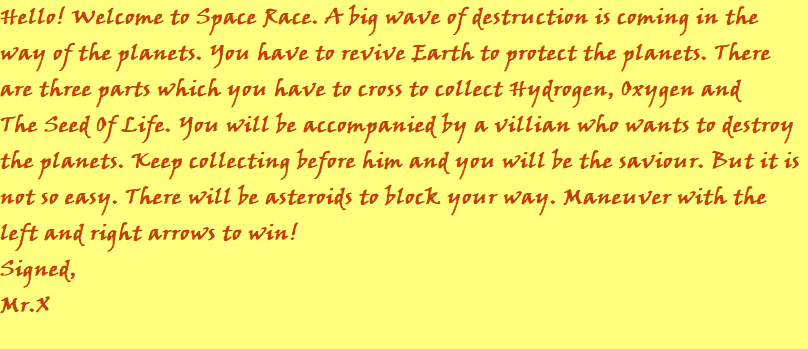 Hello! Welcome to Space Race. A big wave of destruction is coming in the
way of the planets. You have to revive Earth to protect the planets. There
are three parts which you have to cross to collect Hydrogen, Oxygen and
The Seed Of Life. You will be accompanied by a villian who wants to destroy
the planets. Keep collecting before him and you will be the saviour. But it is
not so easy. There will be asteroids to block your way. Maneuver with the
left and right arrows to win!
Signed,
Mr.X